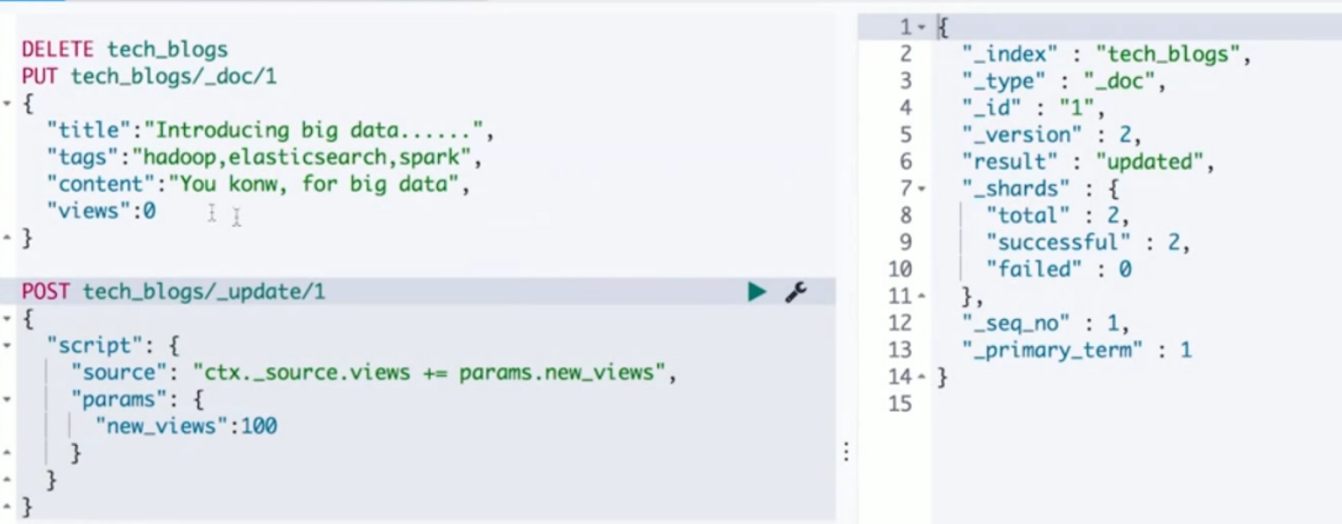 DELETE tech_blogs
PUT tech_blogs/_doc/1
{
"title":"Introducing big data......",
"tags":"hadoop,elasticsearch,spark",
"content":"You konw, for big data",
"views":0
}
POST tech_blogs/_update/1
{
"script": {
"source": "ctx._source.views += params.new_views",
"params": {
"new_views":100
}
}
}
1 {
2 "_index" : "tech_blogs",
3 "_type" : "_doc",
4 "_id" : "1",
5 "_version" : 2,
6 "result" : "updated",
7 "_shards" : {
8 "total" : 2,
9 "successful" : 2,
10 "failed" : 0
11 },
12 "_seq_no" : 1,
13 "_primary_term" : 1
14 }
15